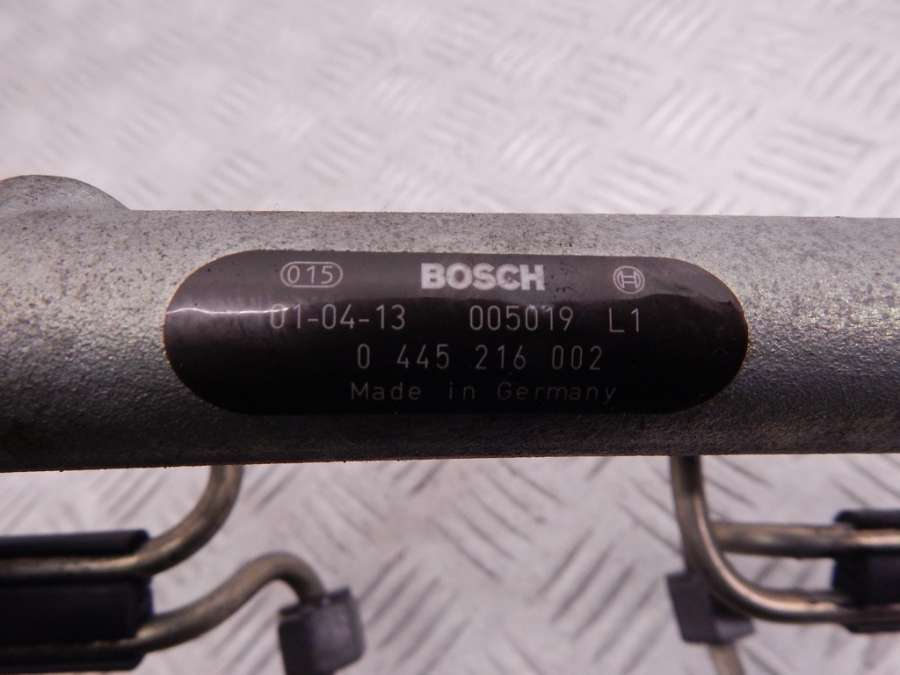 015 BOSCH
01-04-13 005019 L1
0 445 216 002
Made in Germany